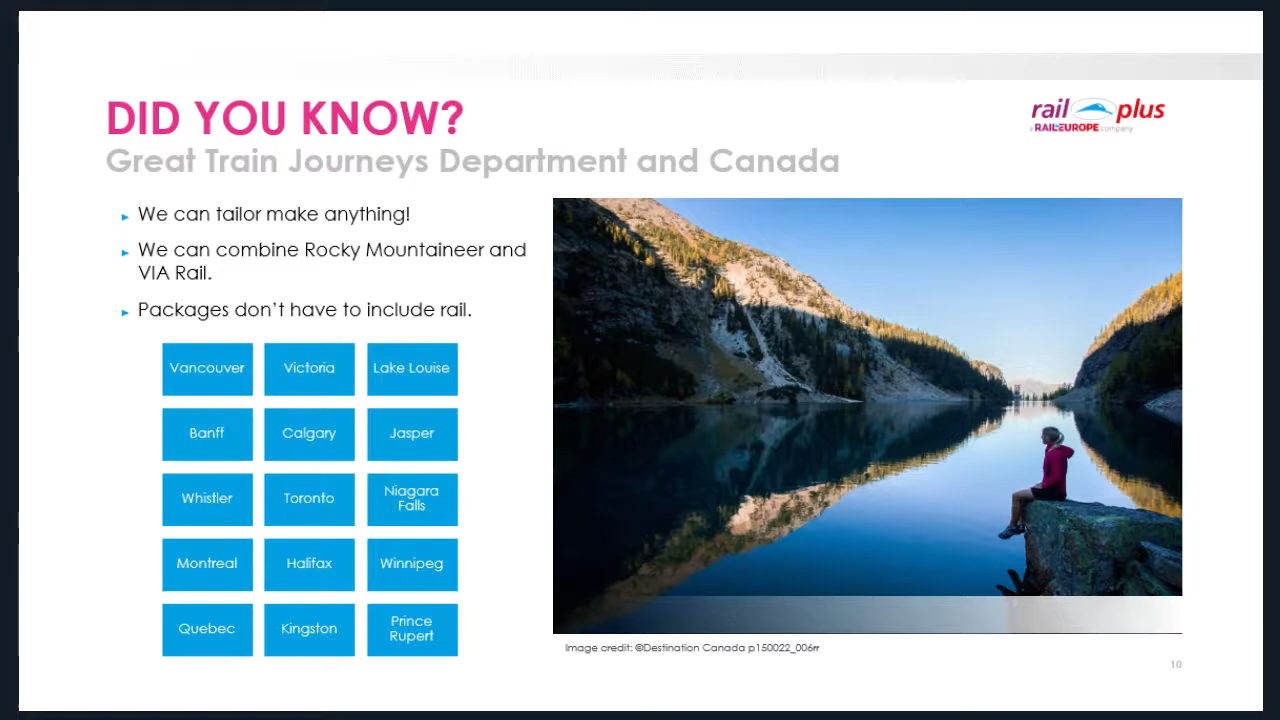 DID YOU KNOW?
Great Train Journeys Department and Canada
rail plus
a RAILEUROPE company
► We can tailor make anything!
► We can combine Rocky Mountaineer and
VIA Rail.
► Packages don’t have to include rail.
Vancouver
Victoria
Lake Louise
Banff
Calgary
Jasper
Whistler
Toronto
Niagara
Falls
Montreal
Halifax
Winnipeg
Quebec
Kingston
Prince
Rupert
Image credit: ©Destination Canada p150022_006rr
10